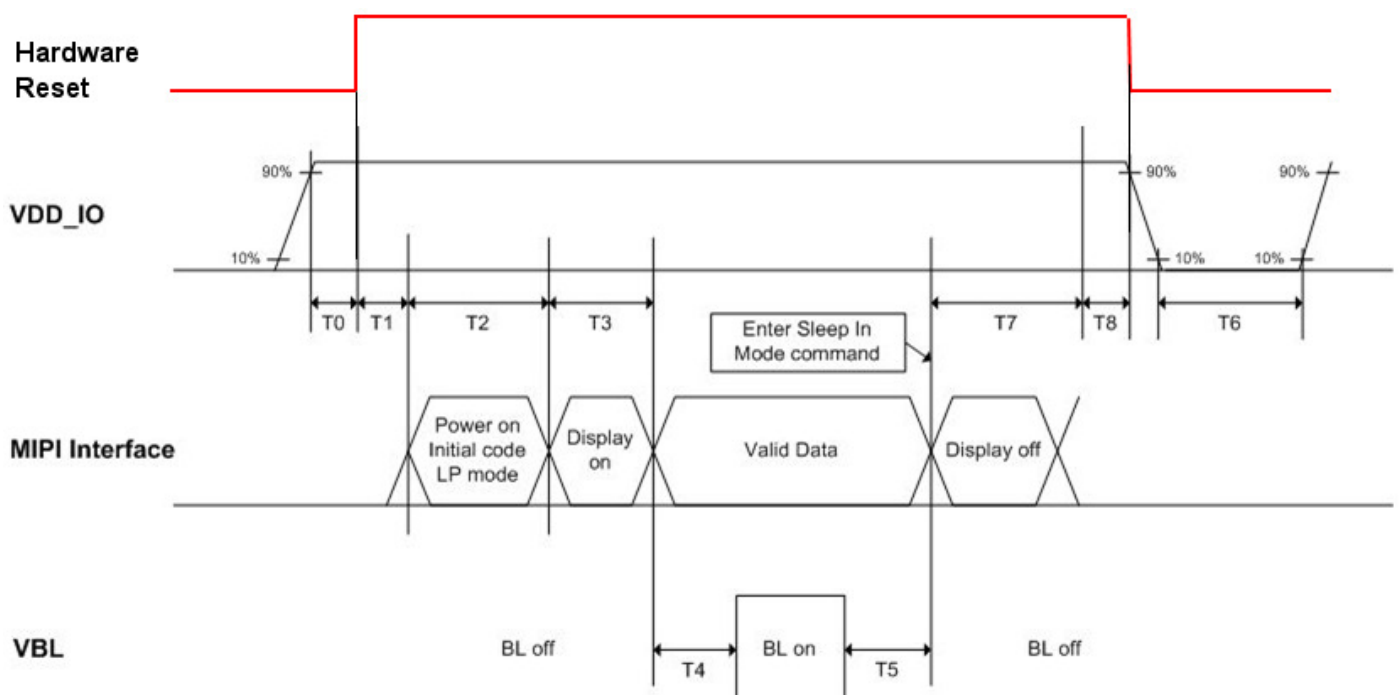 Hardware
Reset
90%
90%
90%
VDD_IO
10%
10%
10%
T0
T1
T2
T3
T7
T8
T6
Enter Sleep In
Mode command
MIPI Interface
Power on
Initial code
LP mode
Display
on
Valid Data
Display off
VBL
BL off
T4
BL on
T5
BL off